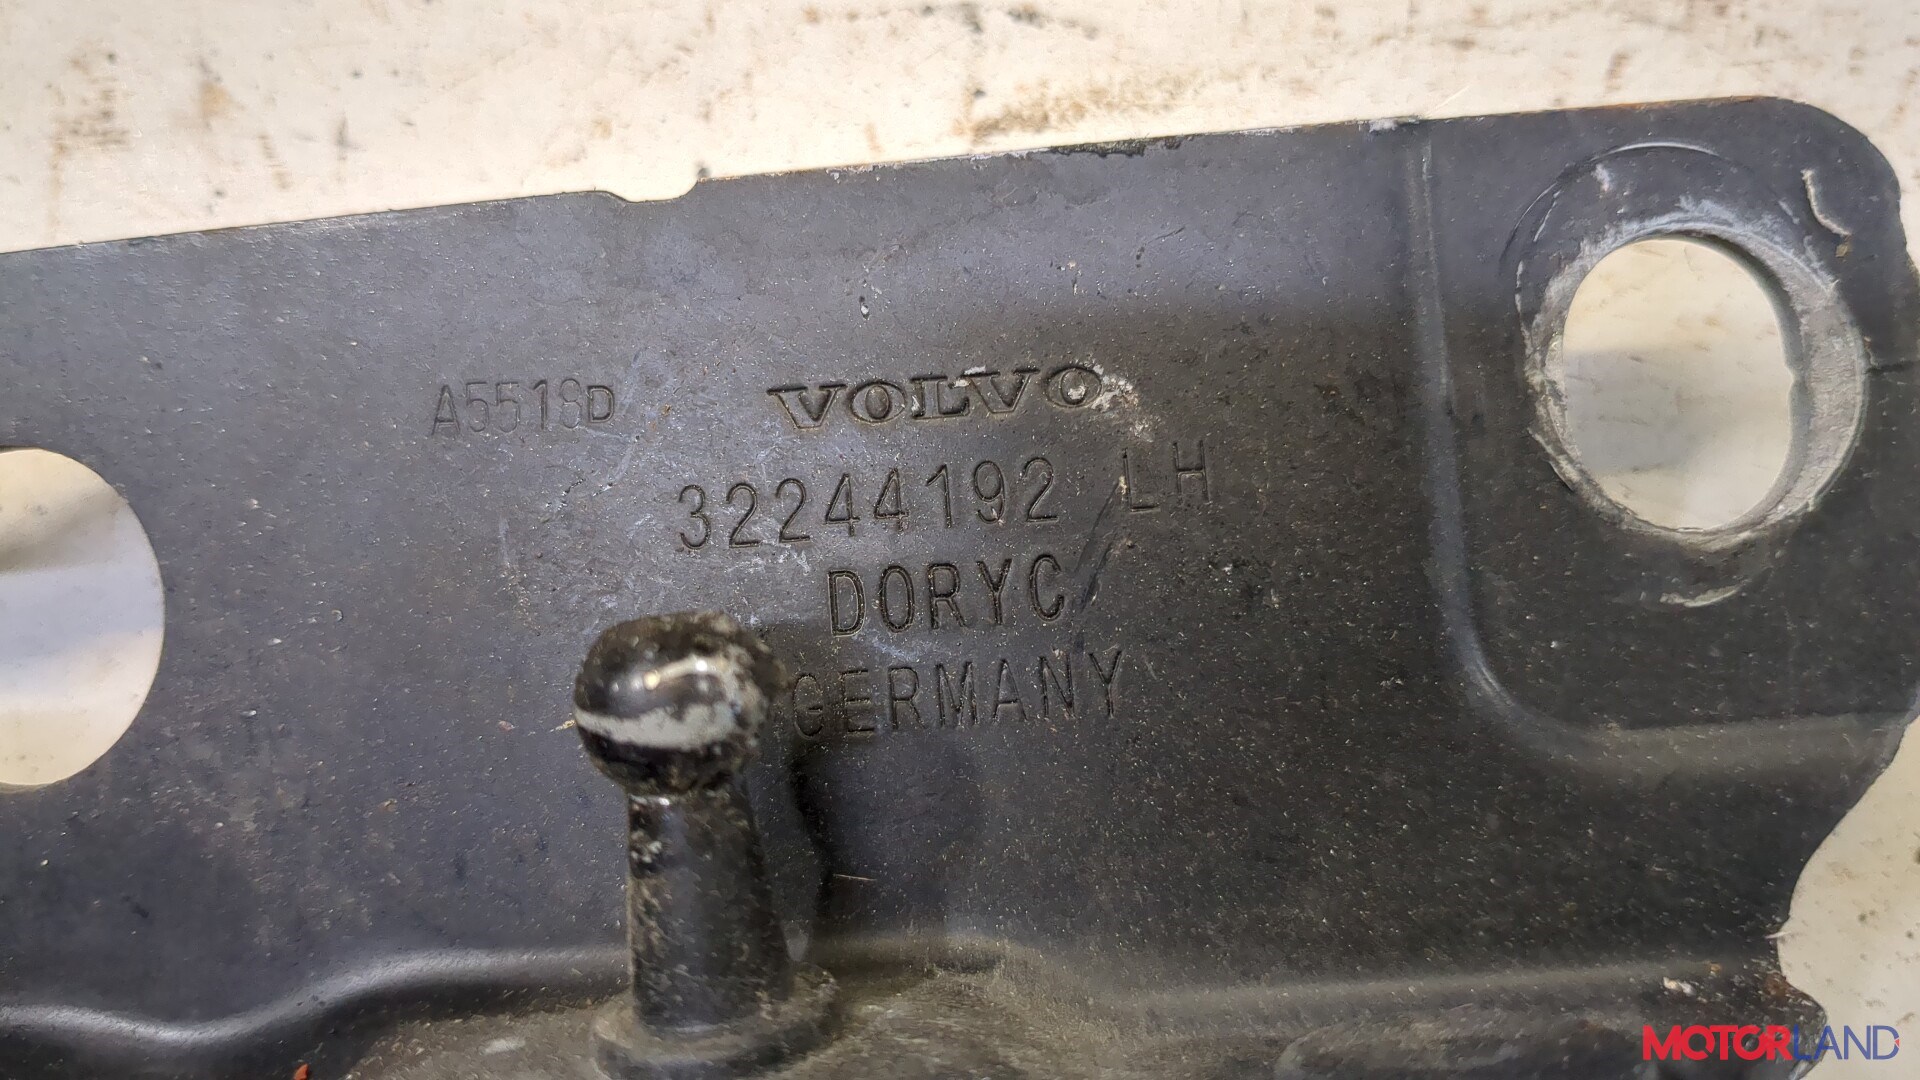 A5518D
VOLVO
32244192 LH
DORYC
GERMANY
MOTORLAND